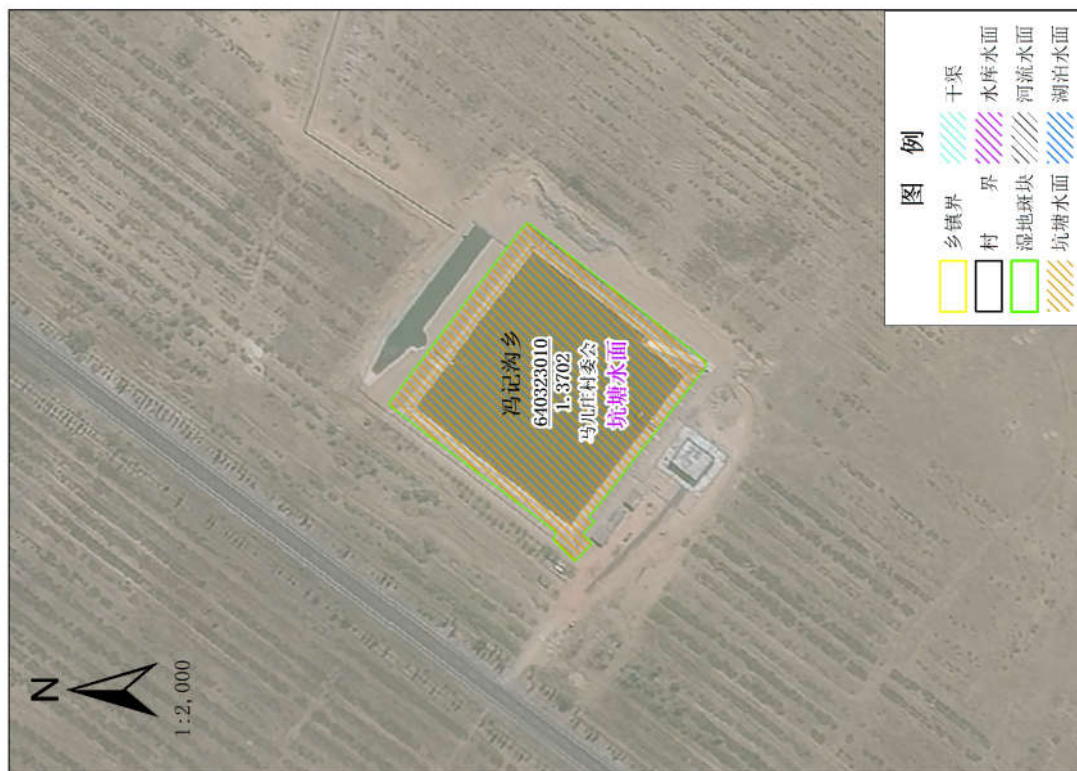 N
1:2,000
冯记沟乡
640323010
1.3702
马儿庄村委会
坑塘水面
图 例
乡镇界
干渠
村 界
水库水面
湿地斑块
河流水面
坑塘水面
湖泊水面